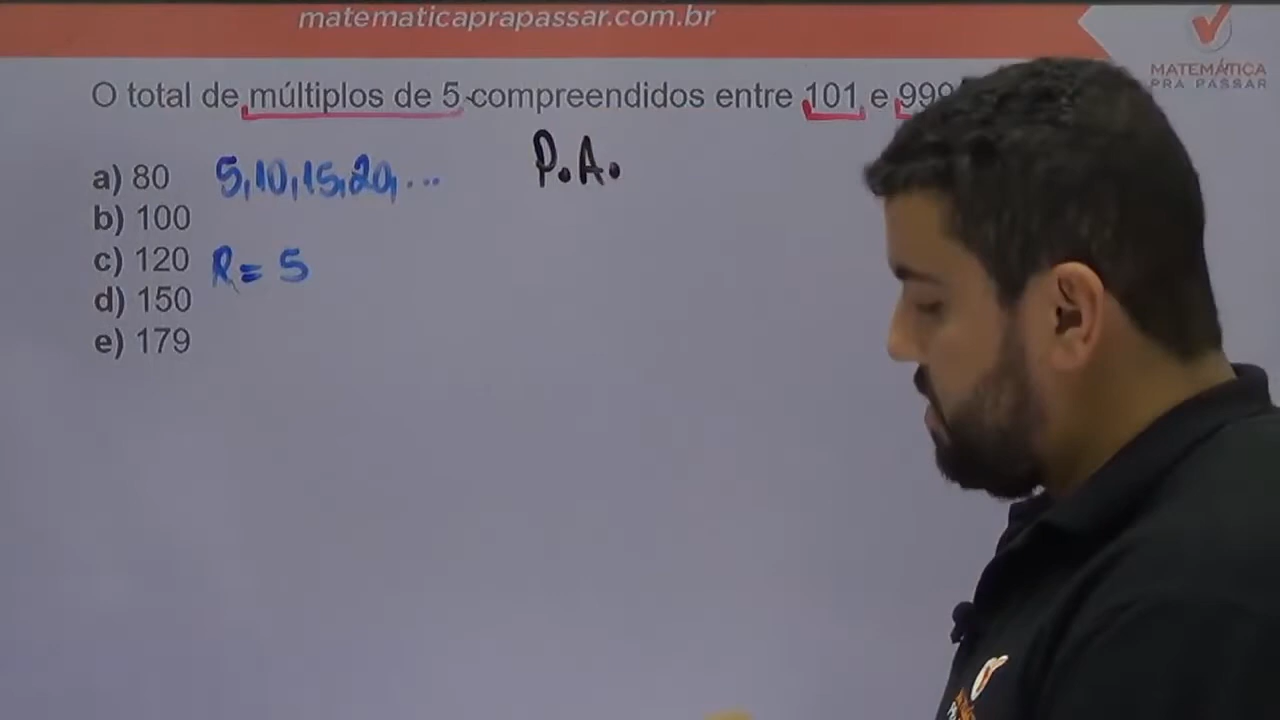 matematicaprapassar.com.br
MATEMÁTICA
PRA PASSAR
O total de múltiplos de 5 compreendidos entre 101 e 999
a) 80
5,10,15,20, ...
P.A.
b) 100
c) 120
R = 5
d) 150
e) 179